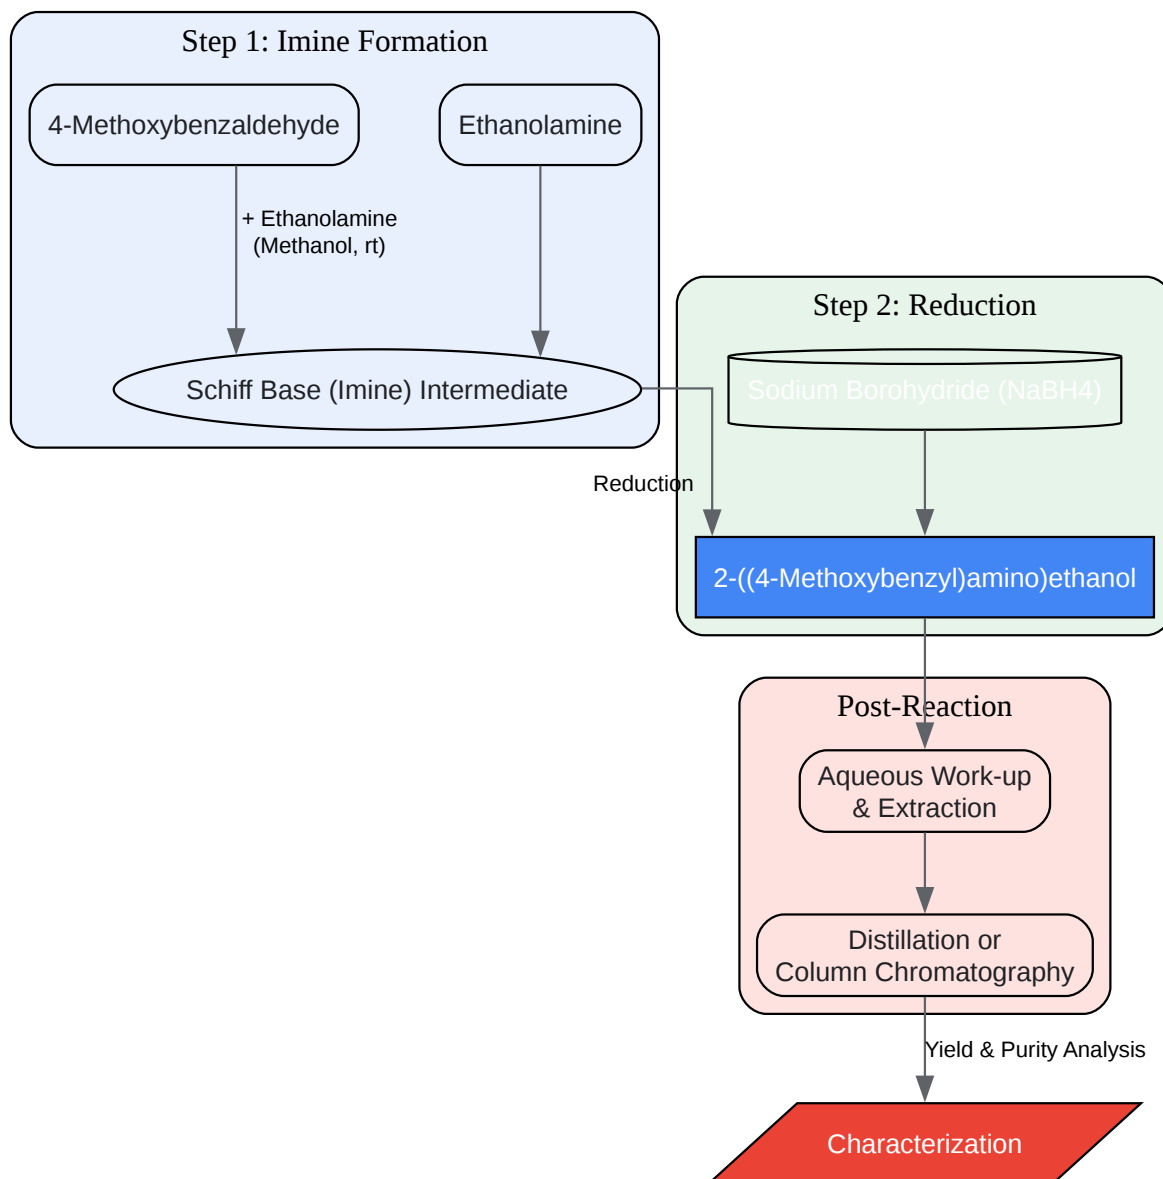 Step 1: Imine Formation
4-Methoxybenzaldehyde
Ethanolamine
+ Ethanolamine
(Methanol, rt)
Schiff Base (Imine) Intermediate
Step 2: Reduction
Sodium Borohydride (NaBH4)
Reduction
2-((4-Methoxybenzyl)amino)ethanol
Post-Reaction
Aqueous Work-up
& Extraction
Distillation or
Column Chromatography
Yield & Purity Analysis
Characterization